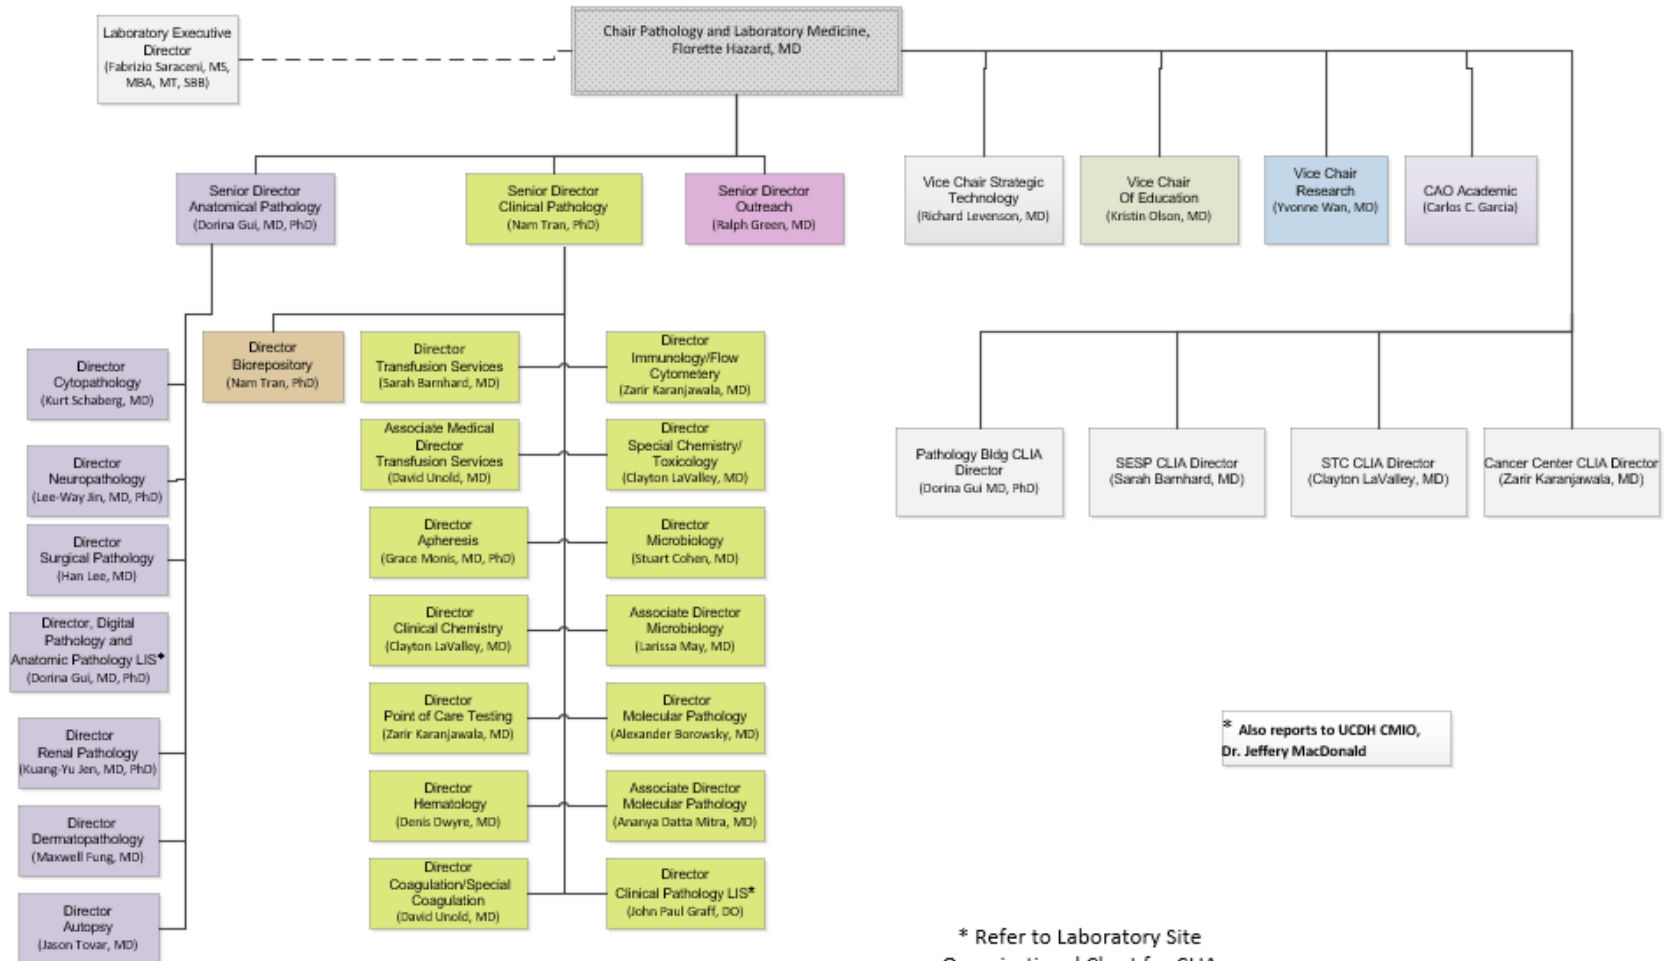 Laboratory Executive
Director
(Fabrizio Saraceni, MS,
MBA, MT, SBB)
Chair Pathology and Laboratory Medicine,
Florette Hazard, MD
Senior Director
Anatomical Pathology
(Dorina Gui, MD, PhD)
Senior Director
Clinical Pathology
(Nam Tran, PhD)
Senior Director
Outreach
(Ralph Green, MD)
Vice Chair Strategic
Technology
(Richard Levenson, MD)
Vice Chair
Of Education
(Kristin Olson, MD)
Vice Chair
Research
(Yvonne Wan, MD)
CAO Academic
(Carlos C. Garcia)
Director
Cytopathology
(Kurt Schaberg, MD)
Director
Neuropathology
(Lee-Way Jin, MD, PhD)
Director
Surgical Pathology
(Han Lee, MD)
Director, Digital
Pathology and
Anatomic Pathology LIS*
(Dorina Gui, MD, PhD)
Director
Renal Pathology
(Kuang-Yu Jen, MD, PhD)
Director
Dermatopathology
(Maxwell Fung, MD)
Director
Autopsy
(Jason Tovar, MD)
Director
Biorepository
(Nam Tran, PhD)
Director
Transfusion Services
(Sarah Barnhard, MD)
Associate Medical
Director
Transfusion Services
(David Unold, MD)
Director
Apheresis
(Grace Monis, MD, PhD)
Director
Clinical Chemistry
(Clayton LaValley, MD)
Director
Point of Care Testing
(Zarir Karanjawala, MD)
Director
Hematology
(Denis Dwyre, MD)
Director
Coagulation/Special
Coagulation
(David Unold, MD)
Director
Immunology/Flow
Cytometery
(Zarir Karanjawala, MD)
Director
Special Chemistry/
Toxicology
(Clayton LaValley, MD)
Director
Microbiology
(Stuart Cohen, MD)
Associate Director
Microbiology
(Larissa May, MD)
Director
Molecular Pathology
(Alexander Borowsky, MD)
Associate Director
Molecular Pathology
(Ananya Datta Mitra, MD)
Director
Clinical Pathology LIS*
(John Paul Graff, DO)
Pathology Bldg CLIA
Director
(Dorina Gui MD, PhD)
SESP CLIA Director
(Sarah Barnhard, MD)
STC CLIA Director
(Clayton LaValley, MD)
Cancer Center CLIA Director
(Zarir Karanjawala, MD)
* Also reports to UCDH CMIO,
Dr. Jeffery MacDonald
* Refer to Laboratory Site
Organizational Chart for